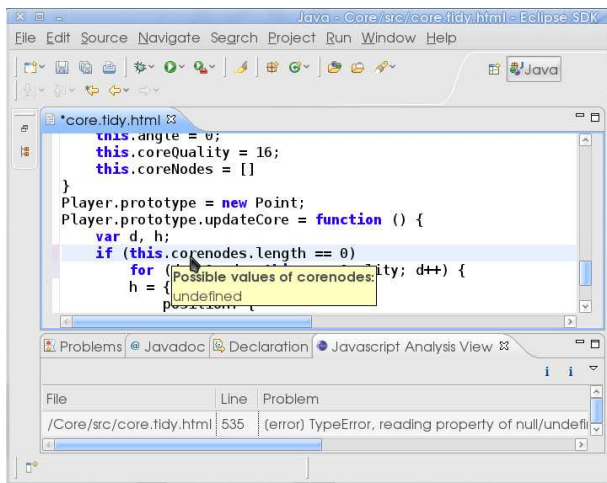 Java - Core/src/core.tidy.html - Eclipse SDK
File Edit Source Navigate Search Project Run Window Help
Java
*core.tidy.html
this.angle = 0;
this.coreQuality = 16;
this.coreNodes = []
}
Player.prototype = new Point;
Player.prototype.updateCore = function () {
var d, h;
if (this.corenodes.length == 0)
for ( ity; d++) {
Possible values of corenodes:
h = {
undefined
Problems @ Javadoc Declaration Javascript Analysis View
i i
File Line Problem
/Core/src/core.tidy.html 535 (error) TypeError, reading property of null/undefi